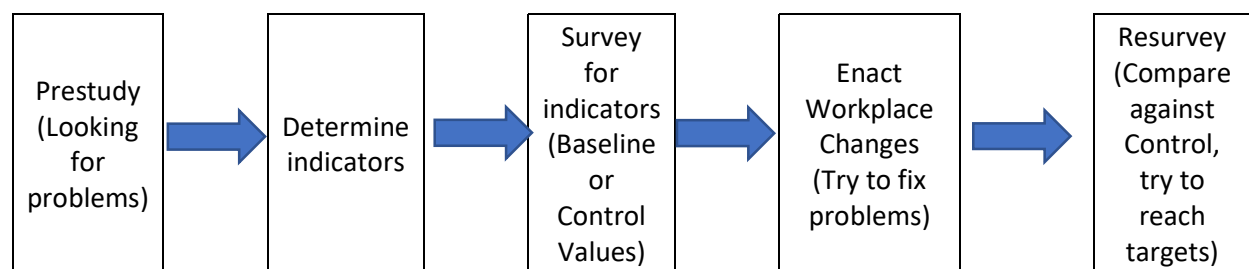 Prestudy
(Looking
for
problems)
Determine
indicators
Survey
for
indicators
(Baseline
or
Control
Values)
Enact
Workplace
Changes
(Try to fix
problems)
Resurvey
(Compare
against
Control,
try to
reach
targets)